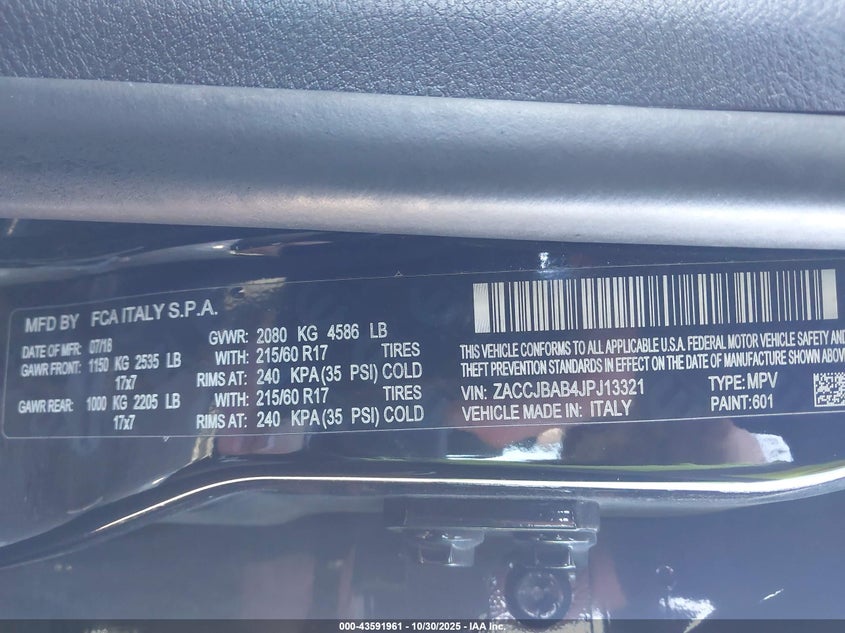 MFD BY FCA ITALY S.P.A.
DATE OF MFR: 07/18
GVWR: 2080 KG 4586 LB
GAWR FRONT: 1150 KG 2535 LB WITH: 215/60 R17 TIRES
17x7 RIMS AT: 240 KPA(35 PSI) COLD
GAWR REAR: 1000 KG 2205 LB WITH: 215/60 R17 TIRES
17x7 RIMS AT: 240 KPA(35 PSI) COLD
THIS VEHICLE CONFORMS TO ALL APPLICABLE U.S.A. FEDERAL MOTOR VEHICLE SAFETY AND
THEFT PREVENTION STANDARDS IN EFFECT ON THE DATE OF MANUFACTURE SHOWN ABOVE.
VIN: ZACCJBAB4JPJ13321 TYPE: MPV
VEHICLE MADE IN: ITALY PAINT:601
000-43591961 - 10/30/2025 - IAA Inc.